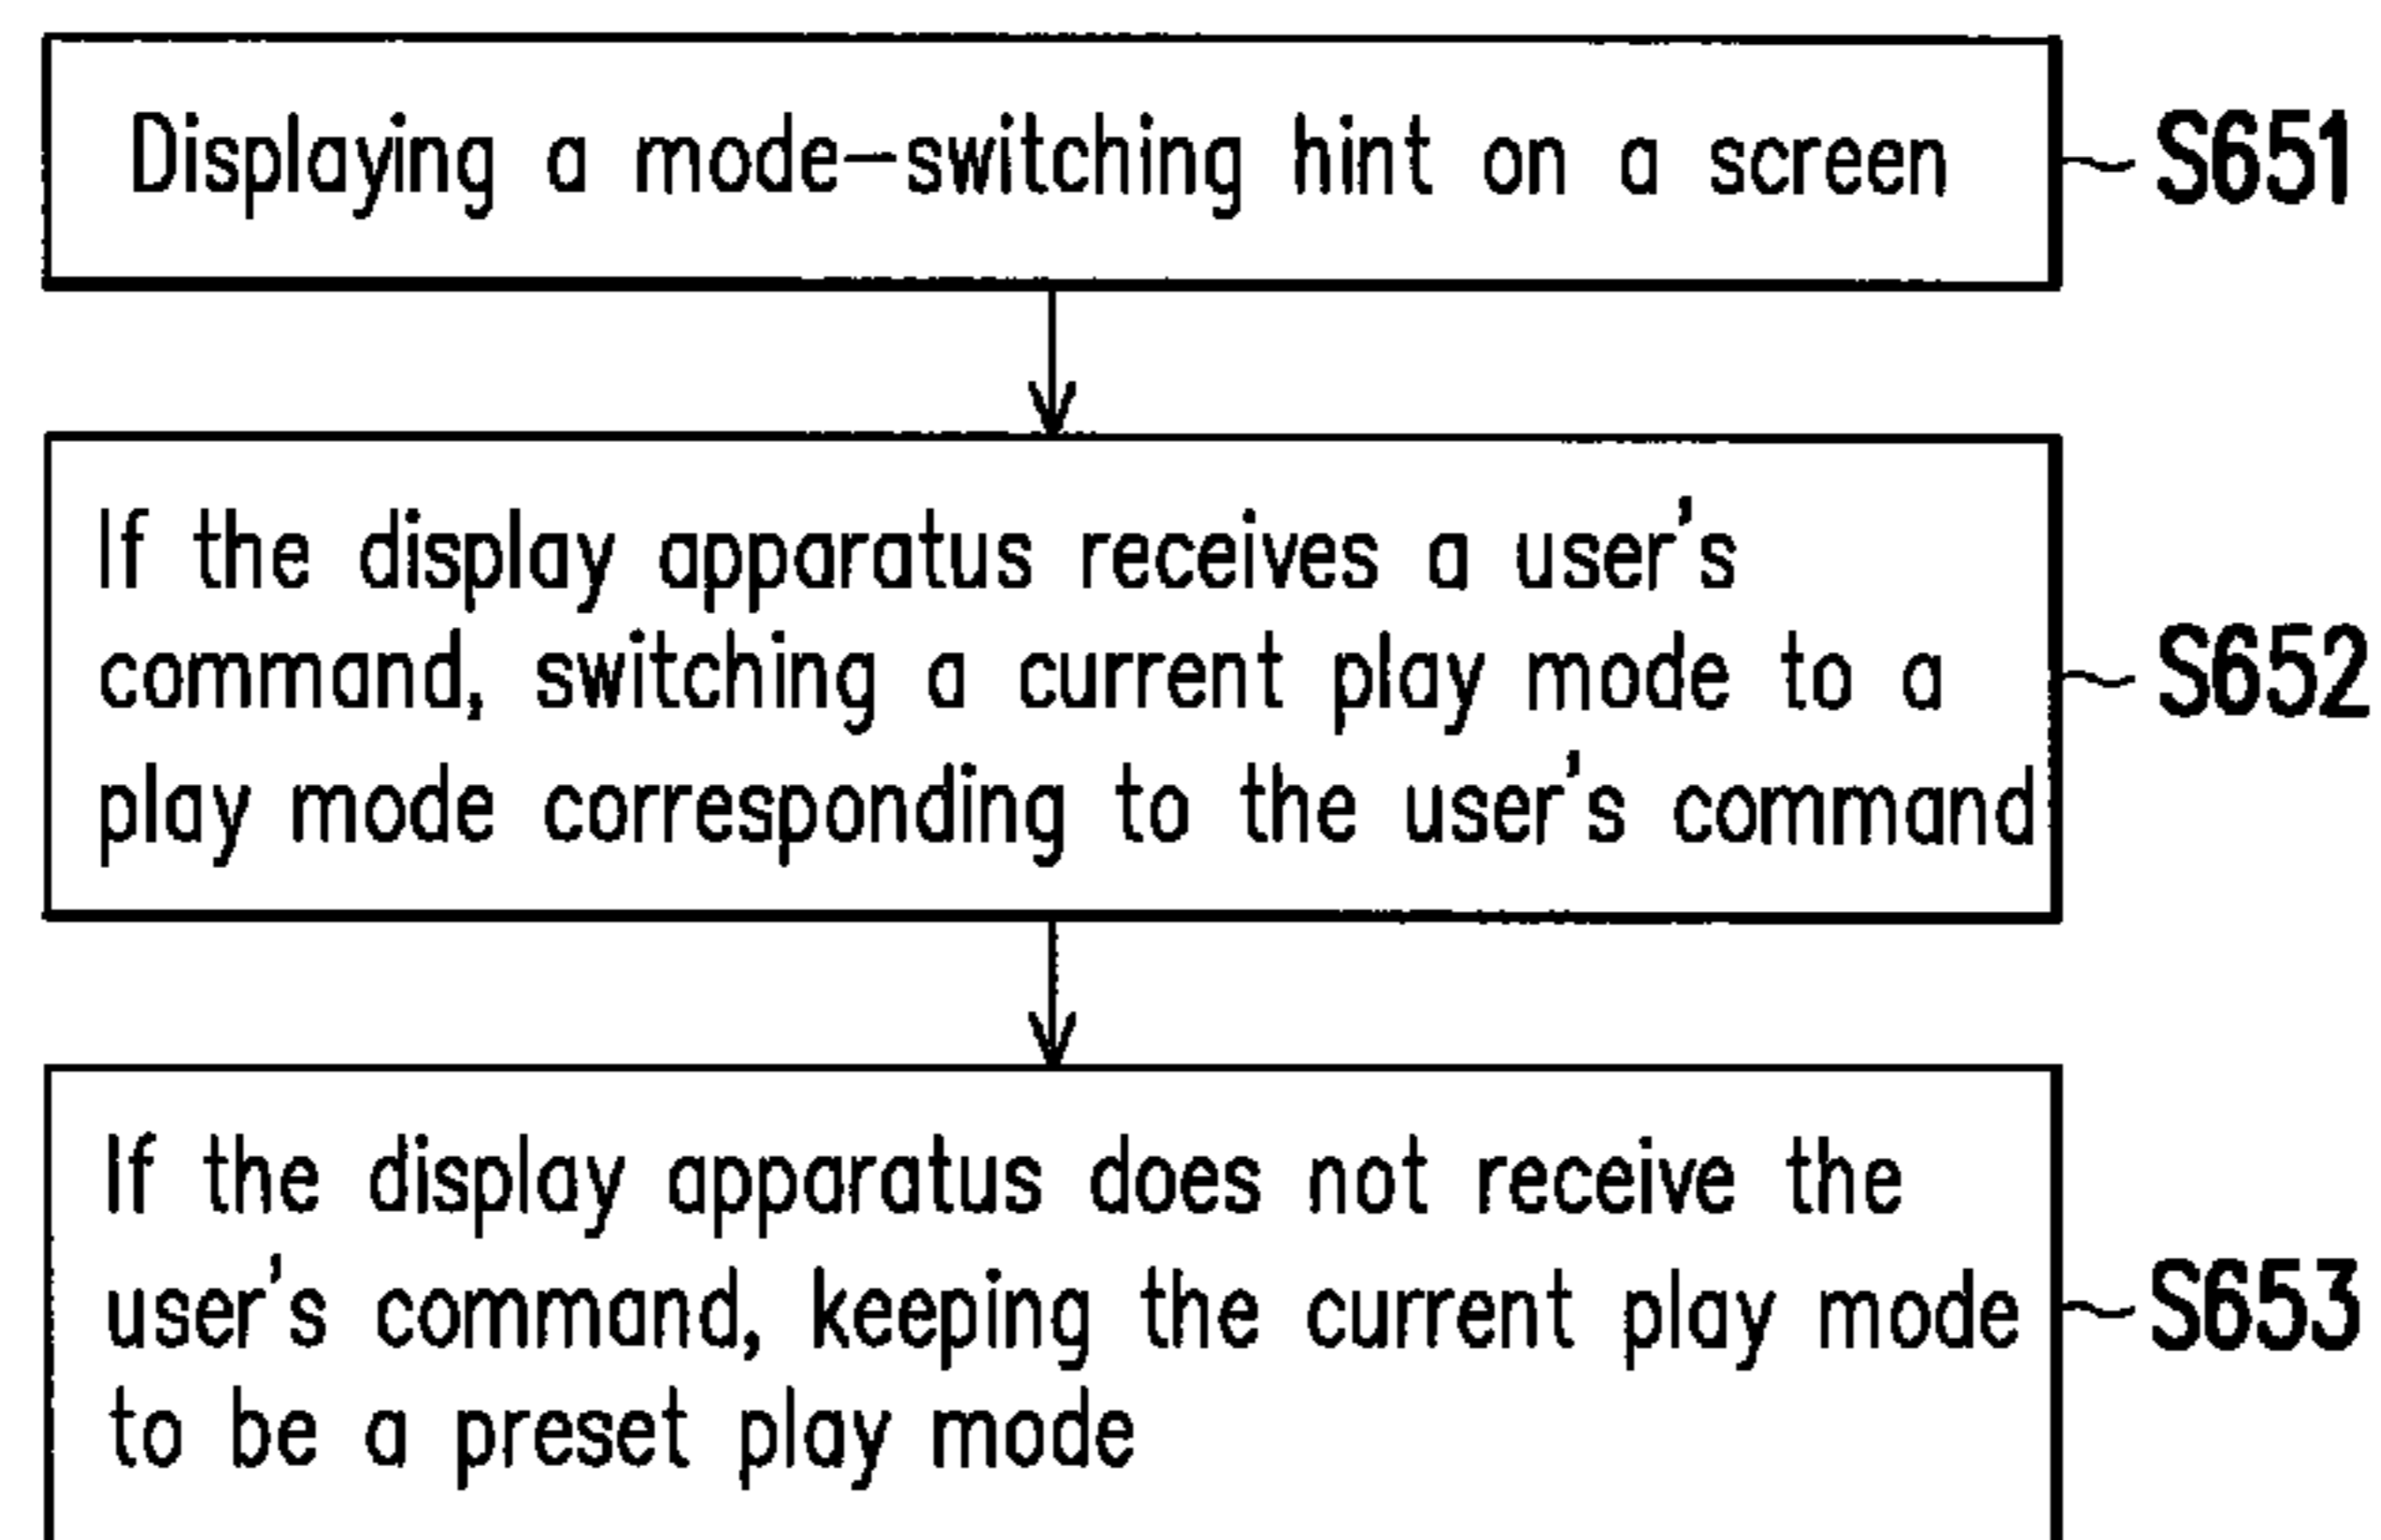 Displaying a mode-switching hint on a screen
S651
If the display apparatus receives a user's
command, switching a current play mode to a
play mode corresponding to the user's command
S652
If the display apparatus does not receive the
user's command, keeping the current play mode
to be a preset play mode
S653